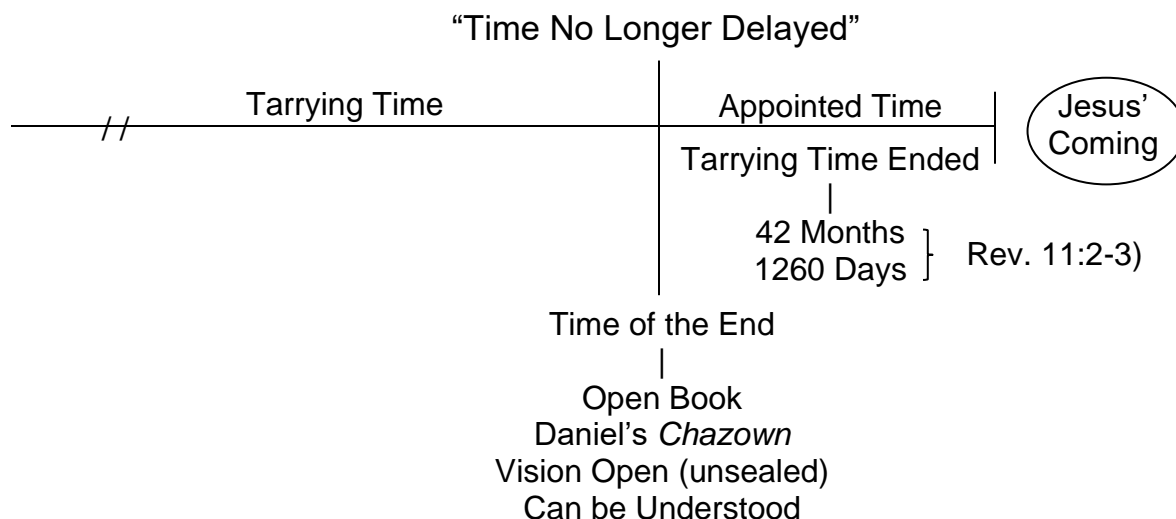 “Time No Longer Delayed”
Tarrying Time
Appointed Time
Jesus’
Coming
Tarrying Time Ended
42 Months
1260 Days
Rev. 11:2-3)
Time of the End
Open Book
Daniel’s Chazown
Vision Open (unsealed)
Can be Understood